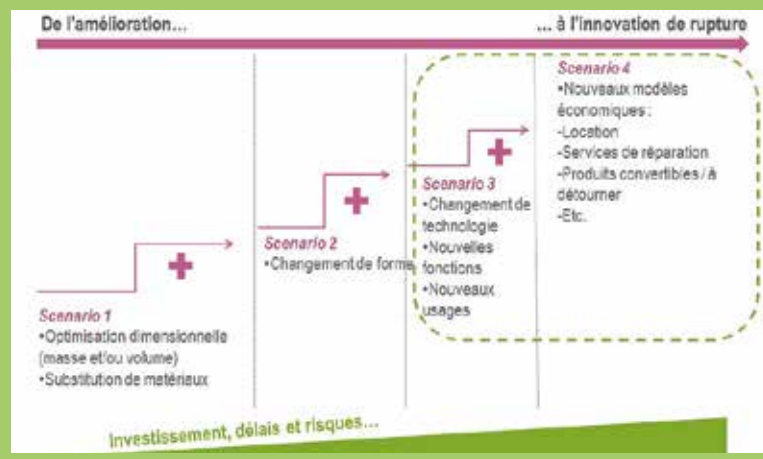 De l'amélioration...
... à l'innovation de rupture
Scenario 1
•Optimisation dimensionnelle
(masse et/ou volume)
•Substitution de matériaux
Scenario 2
•Changement de forme
Scenario 3
•Changement de
technologie
•Nouvelles
fonctions
•Nouveaux
usages
Scenario 4
•Nouveaux modèles
économiques :
-Location
-Services de réparation
-Produits convertibles / à
détourner
-Etc.
Investissement, délais et risques...